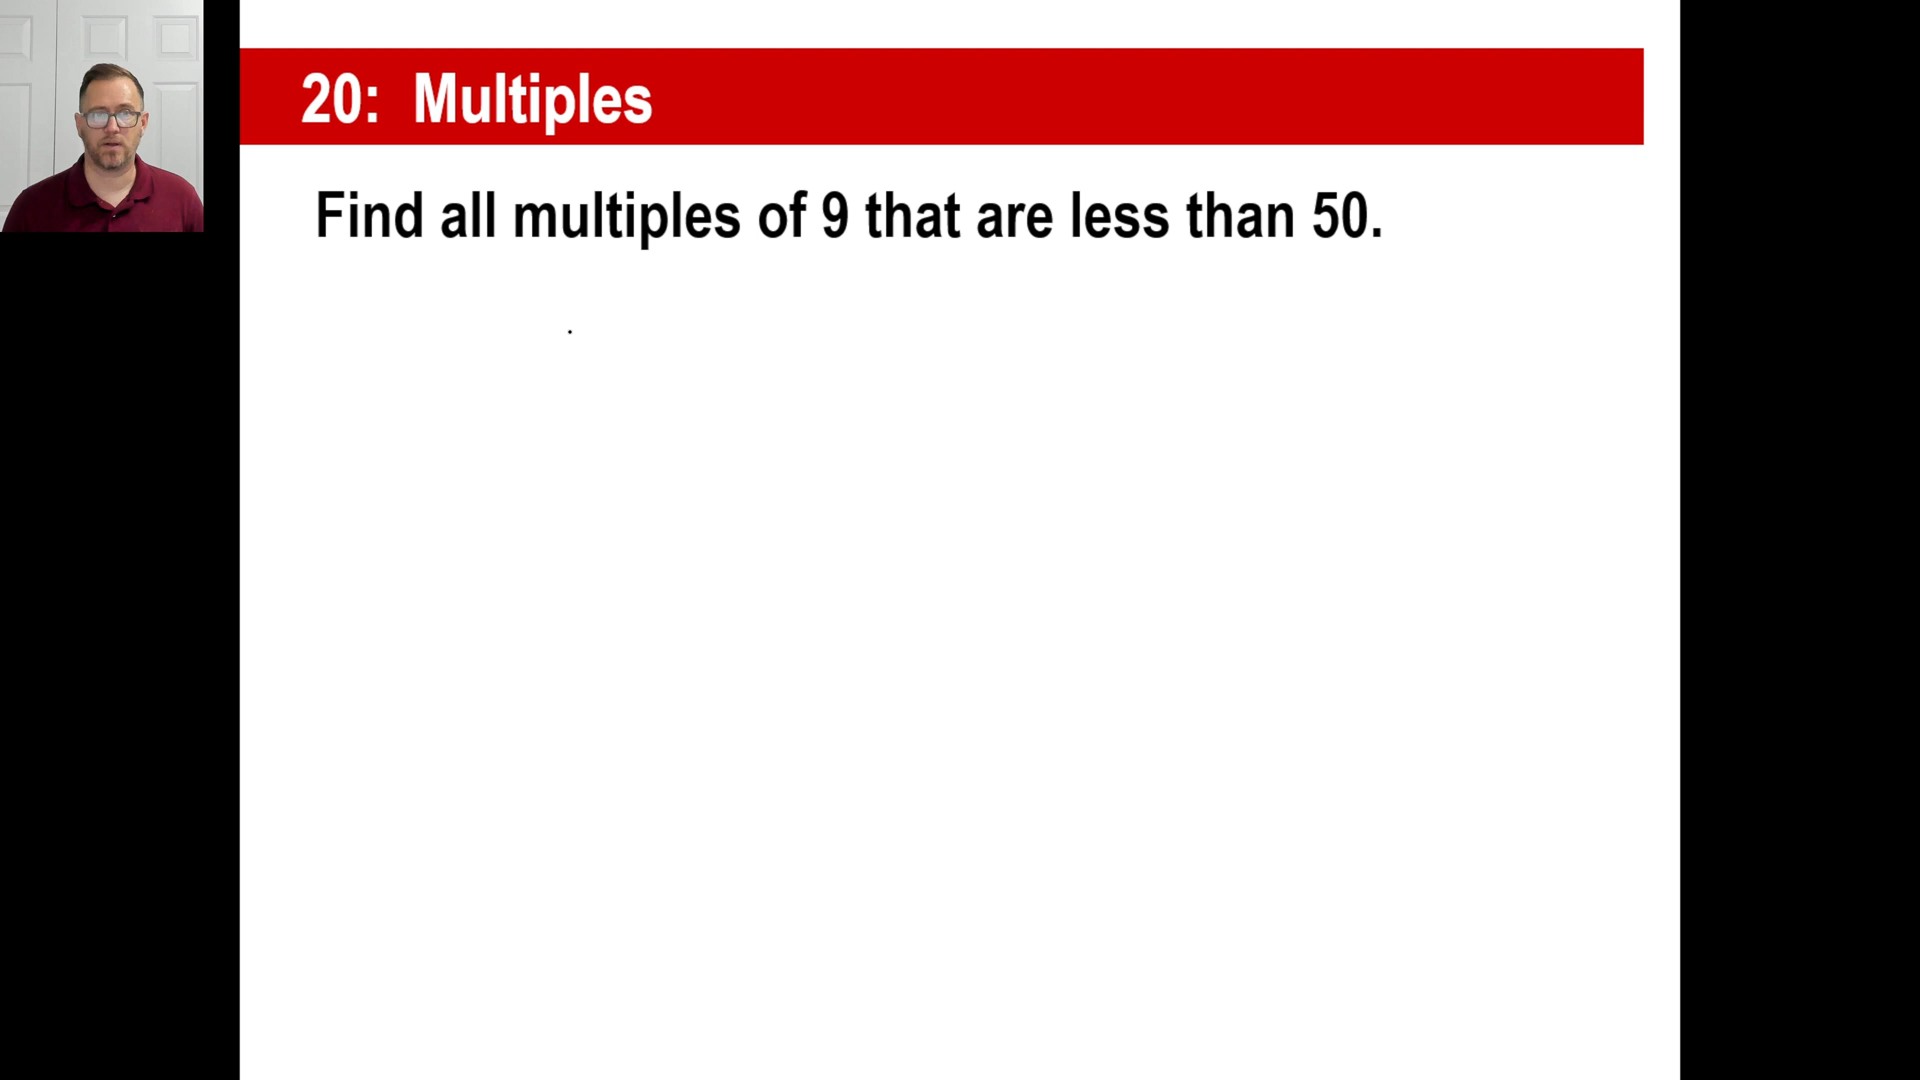 20: Multiples
Find all multiples of 9 that are less than 50.